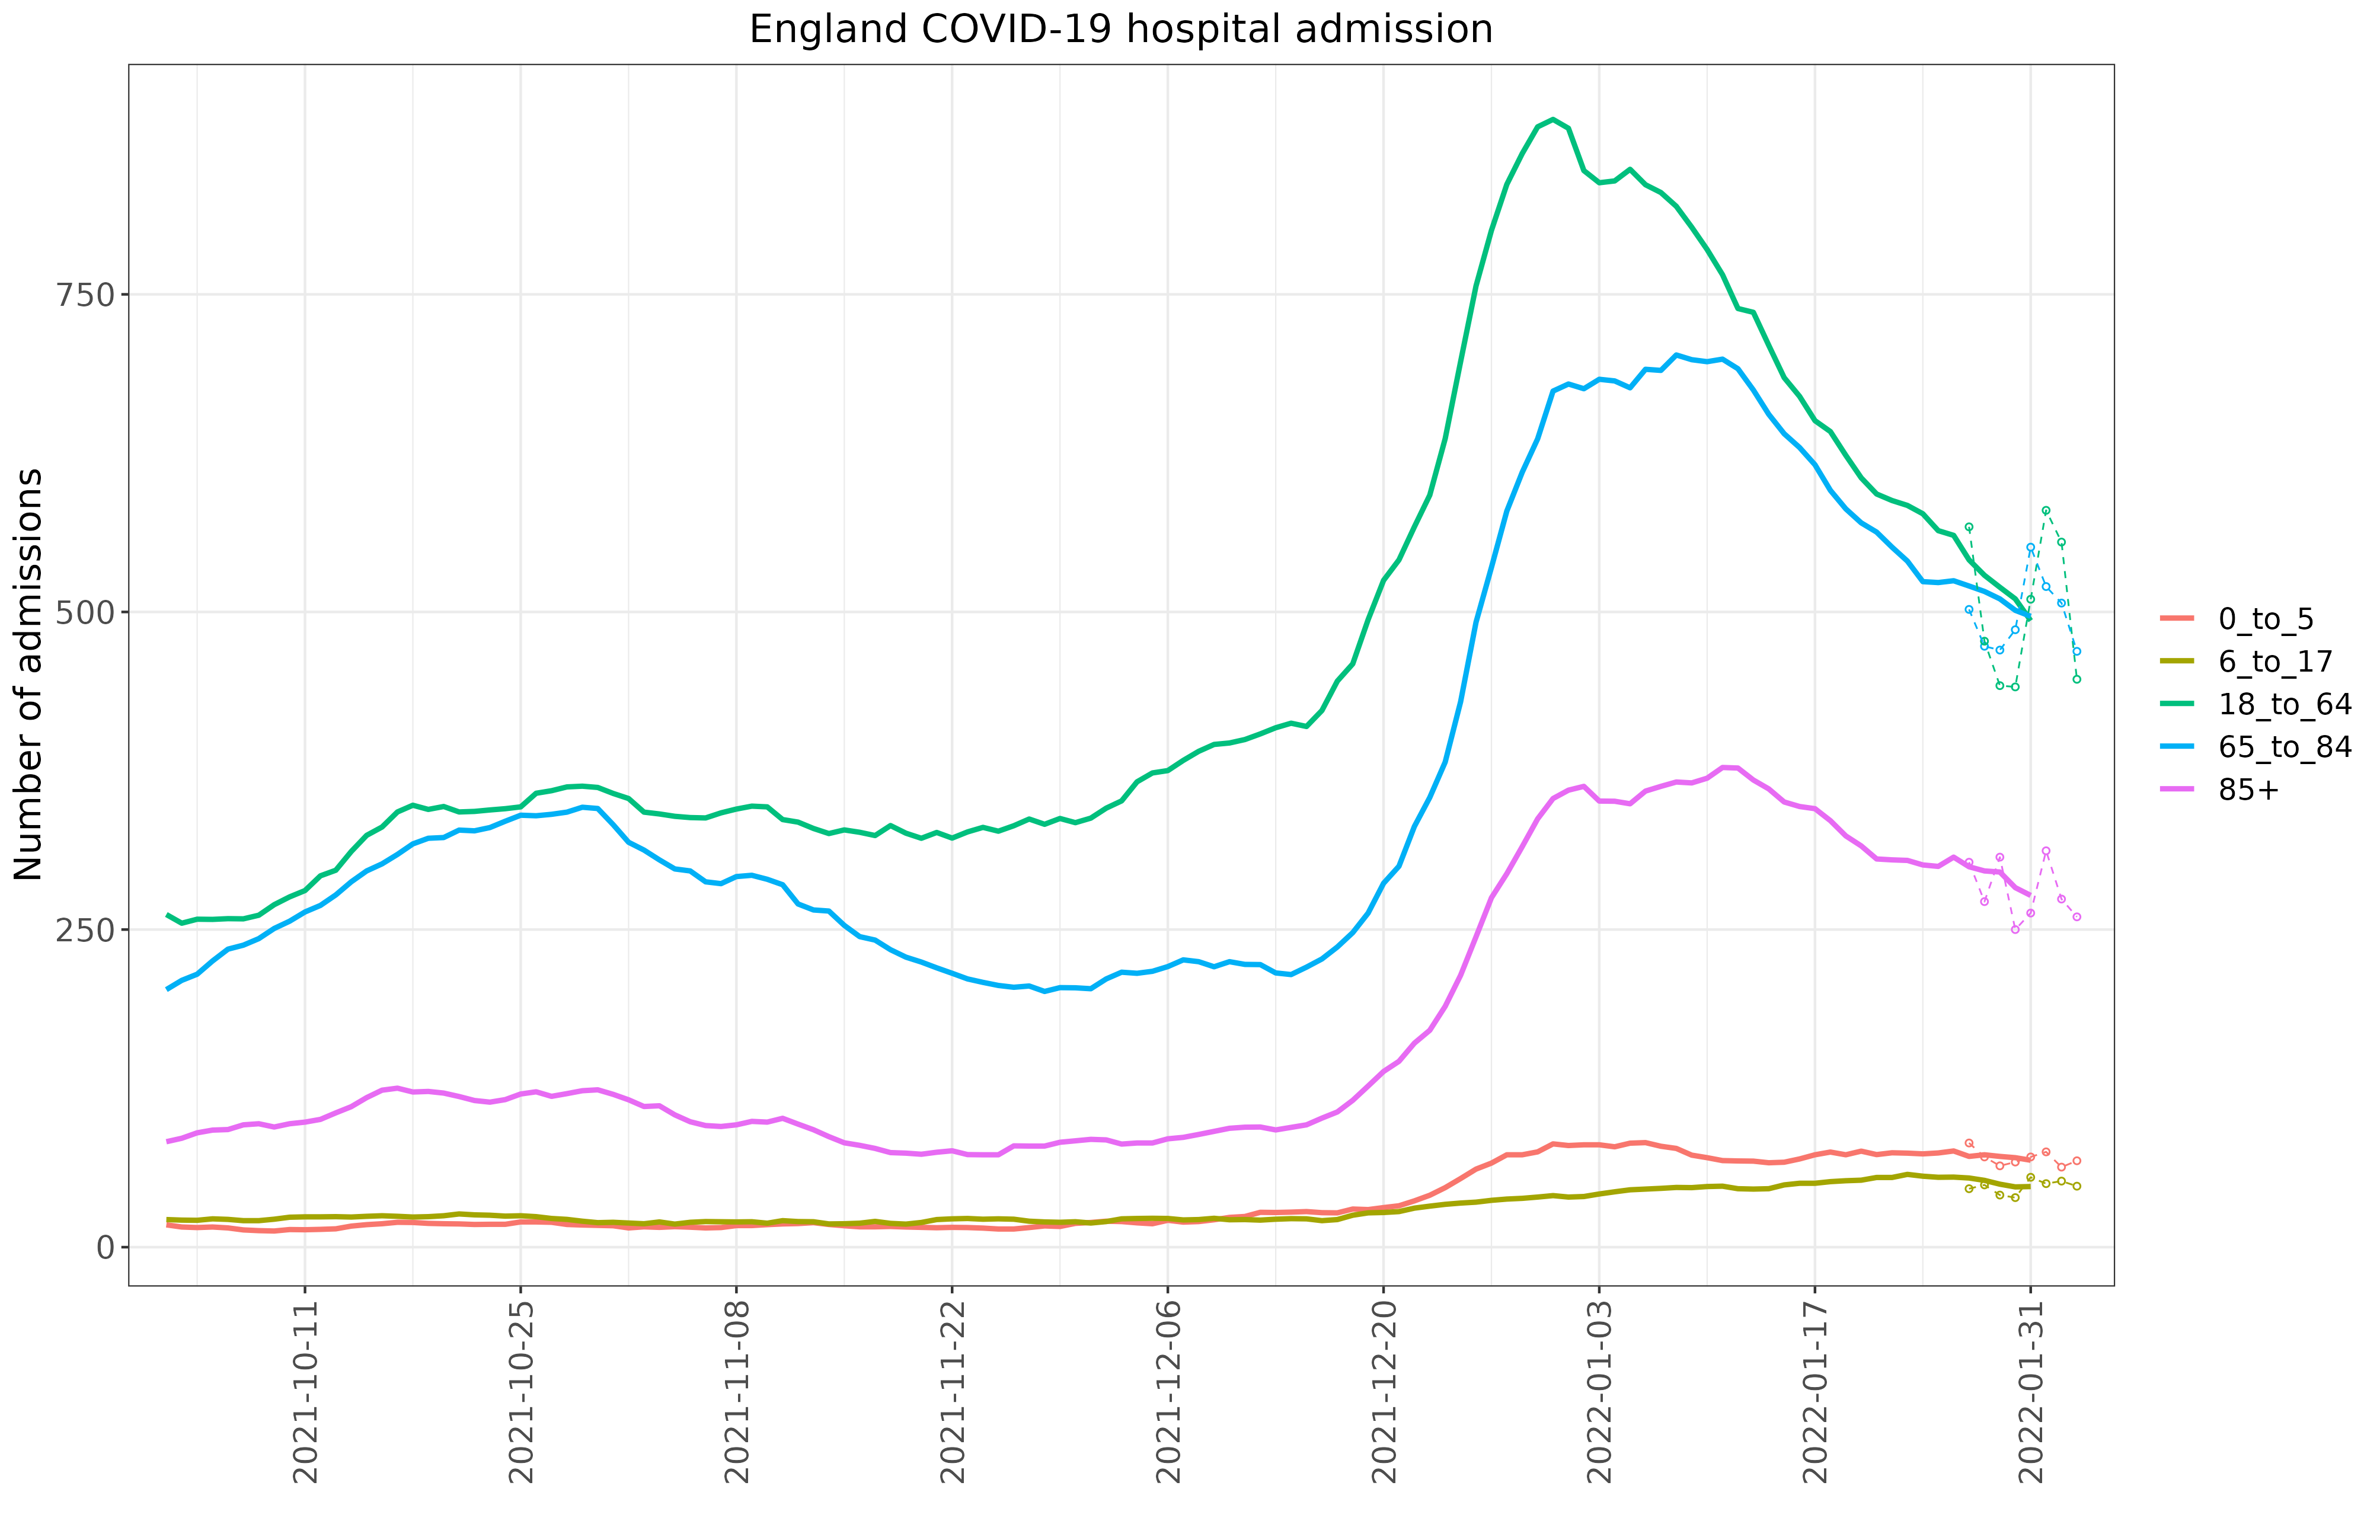 England COVID-19 hospital admission
Number of admissions
750
500
250
0
2021-10-11
2021-10-25
2021-11-08
2021-11-22
2021-12-06
2021-12-20
2022-01-03
2022-01-17
2022-01-31
0_to_5
6_to_17
18_to_64
65_to_84
85+